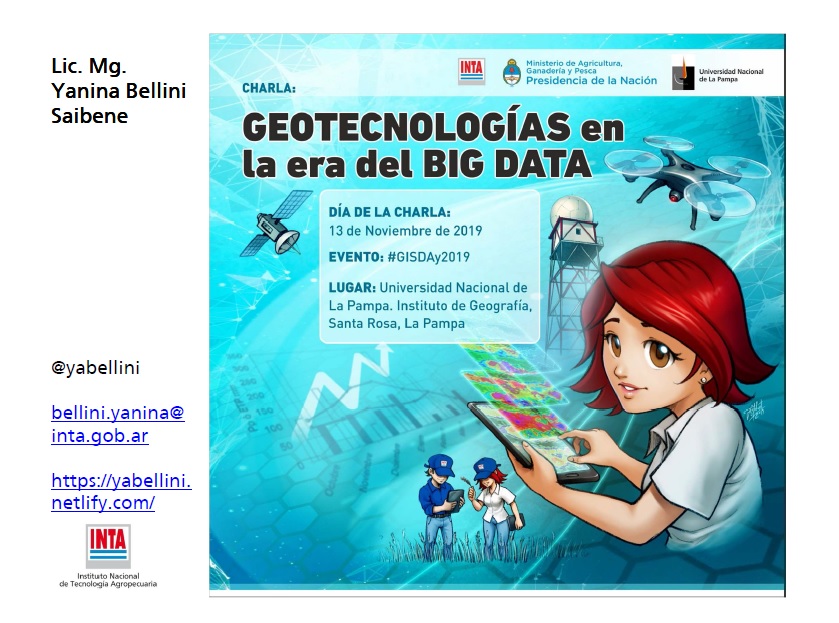 Lic. Mg.
Yanina Bellini
Saibene
@yabellini
bellini.yanina@
inta.gob.ar
https://yabellini.
netlify.com/
INTA
Instituto Nacional
de Tecnología Agropecuaria
INTA
Ministerio de Agricultura,
Ganadería y Pesca
Presidencia de la Nación
Universidad Nacional
de La Pampa
CHARLA:
GEOTECNOLOGÍAS en
la era del BIG DATA
DÍA DE LA CHARLA:
13 de Noviembre de 2019
EVENTO: #GISDAy2019
LUGAR: Universidad Nacional de
La Pampa. Instituto de Geografía,
Santa Rosa, La Pampa